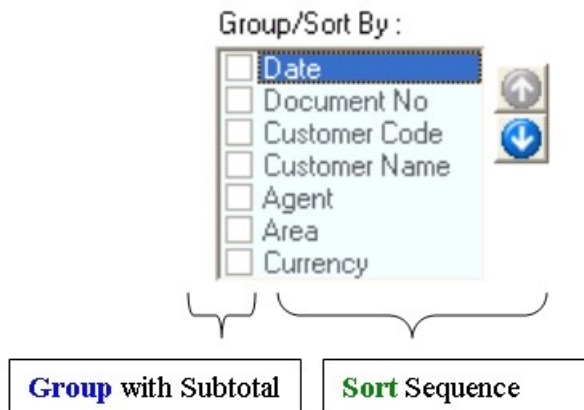 Group/Sort By :
Date
Document No
Customer Code
Customer Name
Agent
Area
Currency
Group with Subtotal
Sort Sequence